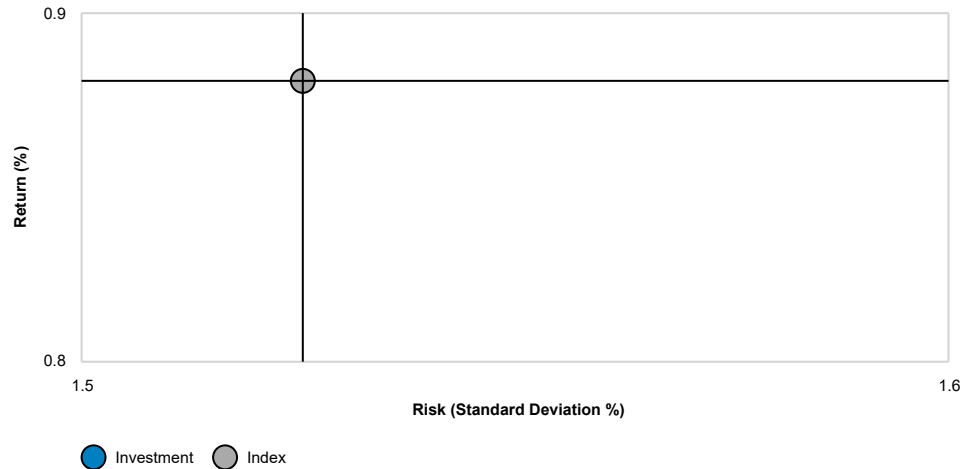 0.9
Return (%)
0.8
1.5 1.6
Risk (Standard Deviation %)
Investment Index